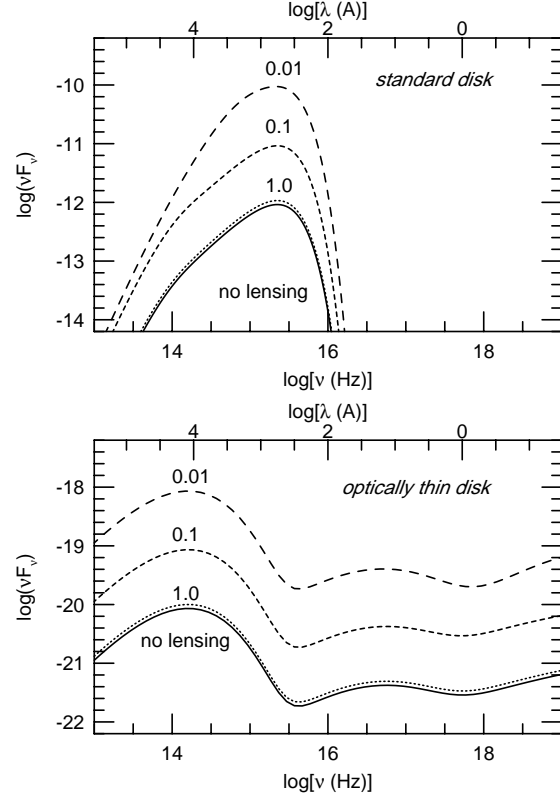 log[λ (A)]
4 2 0
standard disk
0.01
0.1
1.0
no lensing
-10
-11
-12
-13
-14
log(νFν)
14 16 18
log[ν (Hz)]
log[λ (A)]
4 2 0
optically thin disk
0.01
0.1
1.0
no lensing
-18
-19
-20
-21
-22
log(νFν)
14 16 18
log[ν (Hz)]